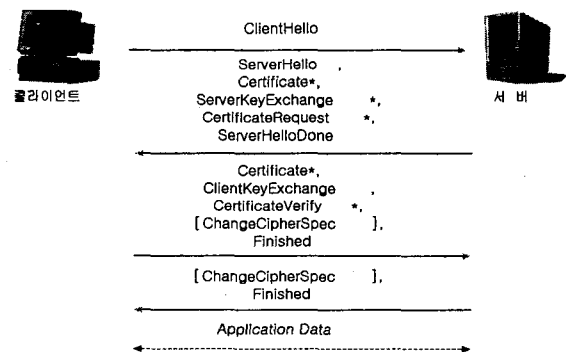 ClientHello
ServerHello ,
Certificate*,
ServerKeyExchange *,
CertificateRequest *,
ServerHelloDone
클라이언트
서 버
Certificate*,
ClientKeyExchange ,
CertificateVerify *,
[ ChangeCipherSpec ],
Finished
[ ChangeCipherSpec ],
Finished
Application Data